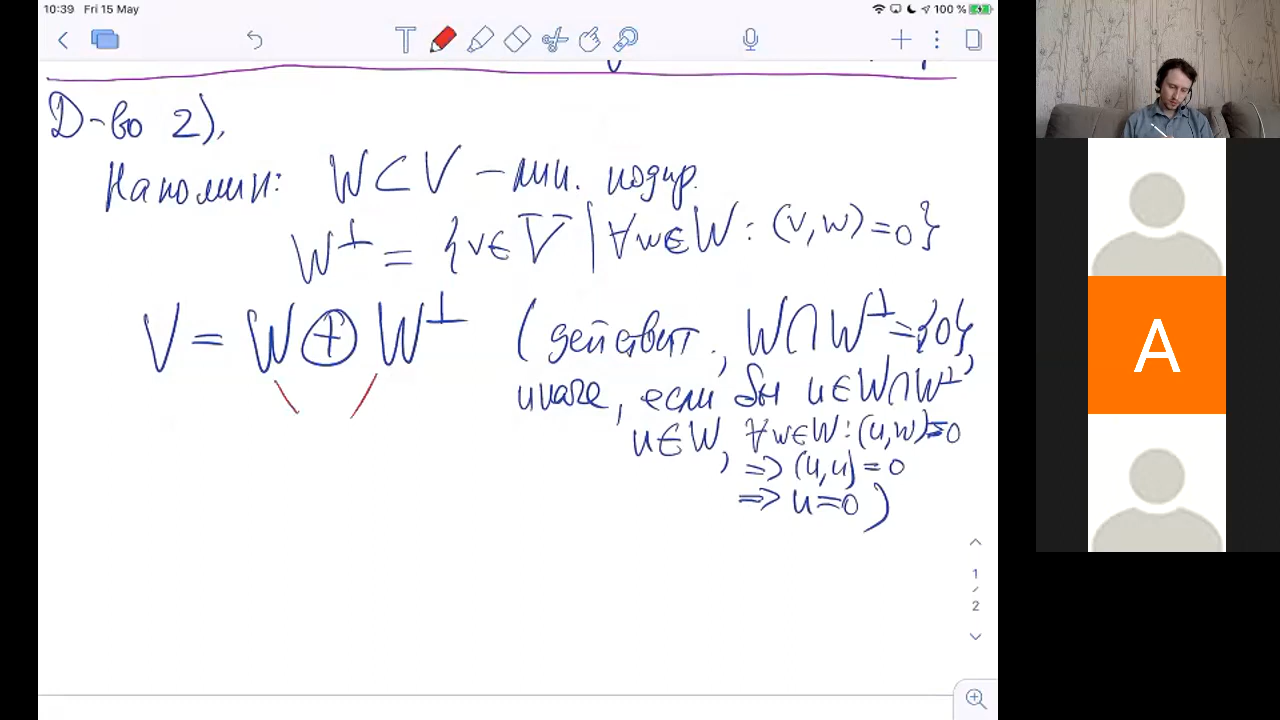 10:39 Fri 15 May 100 %
Д-во 2),
Напомин: W ⊂ V – лин. подпр.
W^⊥ = {v∈V | ∀w∈W : (v,w)=0}
V = W ⊕ W^⊥ (действит., W∩W^⊥={0},
иначе, если бы u∈W∩W^⊥
u∈W, ∀w∈W:(u,w)=0
=> (u,u)=0
=> u=0)
A
1
2